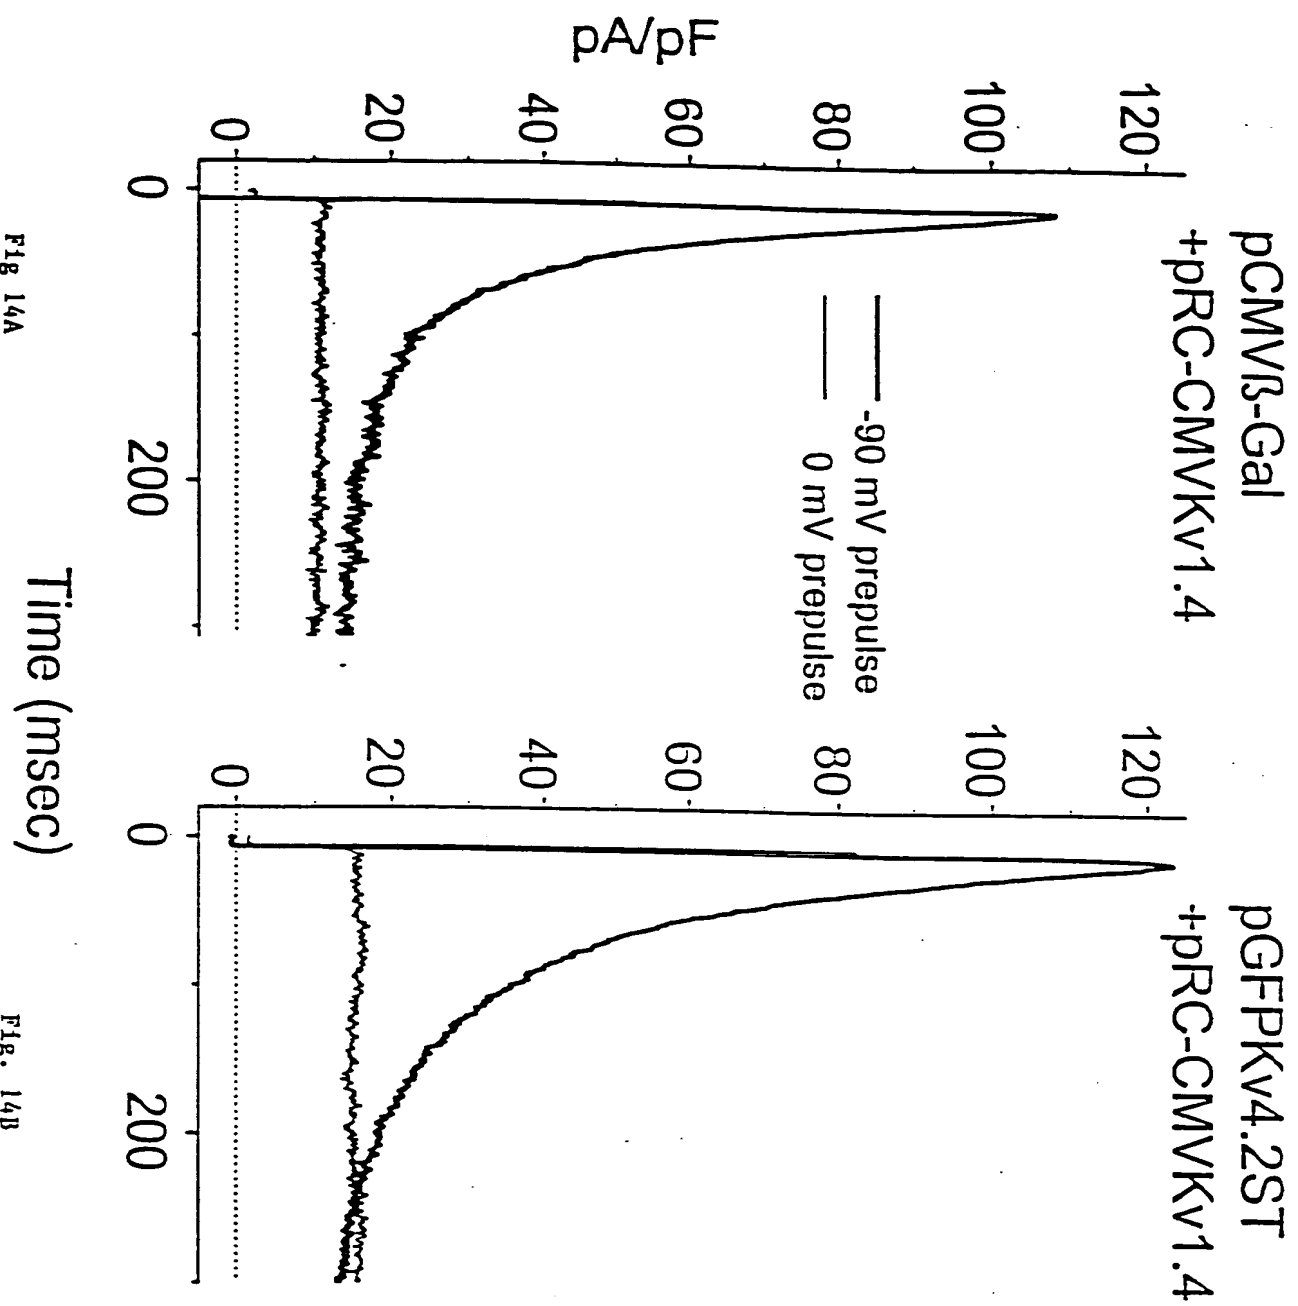 pCMVß-Gal
+pRC-CMVKv1.4
pA/pF
120
100
80
60
40
20
0
-90 mV prepulse
0 mV prepulse
0
200
Fig 14A
pGFPKv4.2ST
+pRC-CMVKv1.4
120
100
80
60
40
20
0
0
200
Time (msec)
Fig. 14B